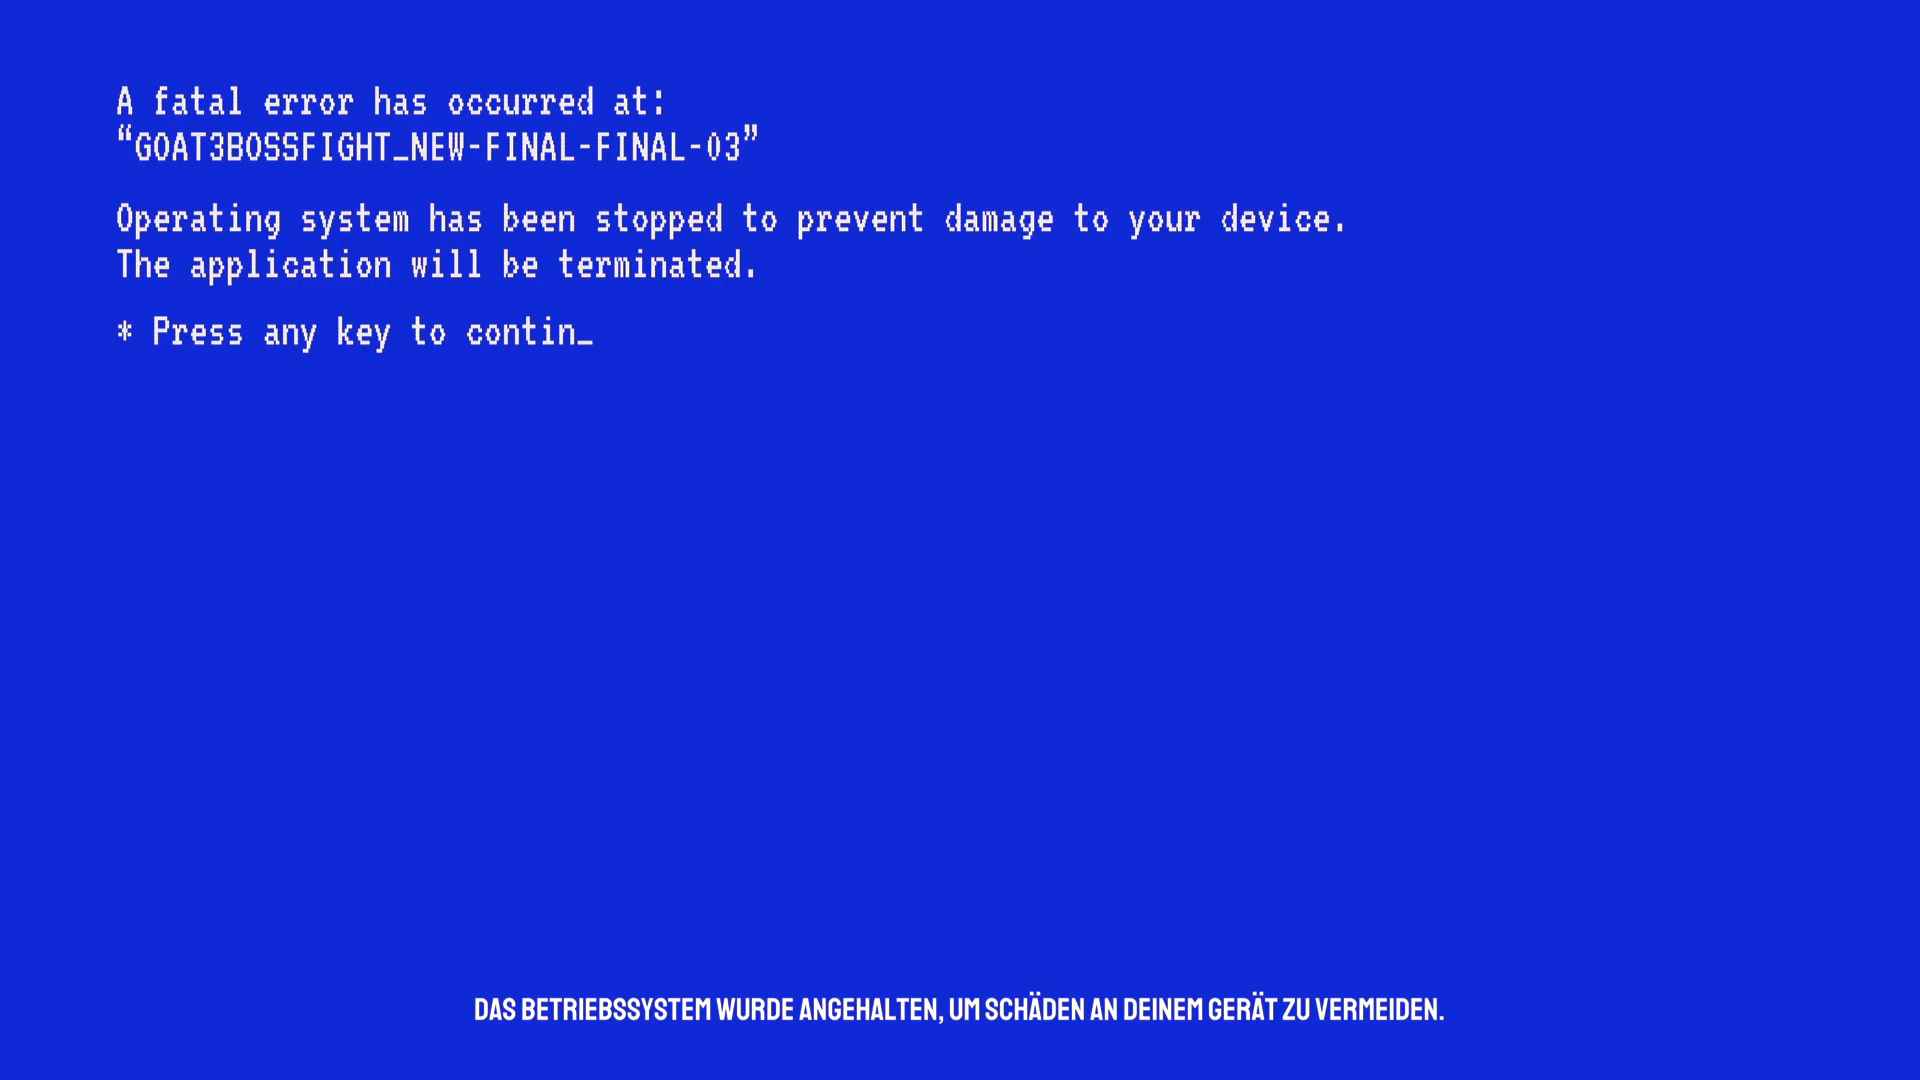 A fatal error has occurred at:
“GOAT3BOSSFIGHT_NEW-FINAL-FINAL-03”
Operating system has been stopped to prevent damage to your device.
The application will be terminated.
* Press any key to contin_
DAS BETRIEBSSYSTEM WURDE ANGEHALTEN, UM SCHÄDEN AN DEINEM GERÄT ZU VERMEIDEN.